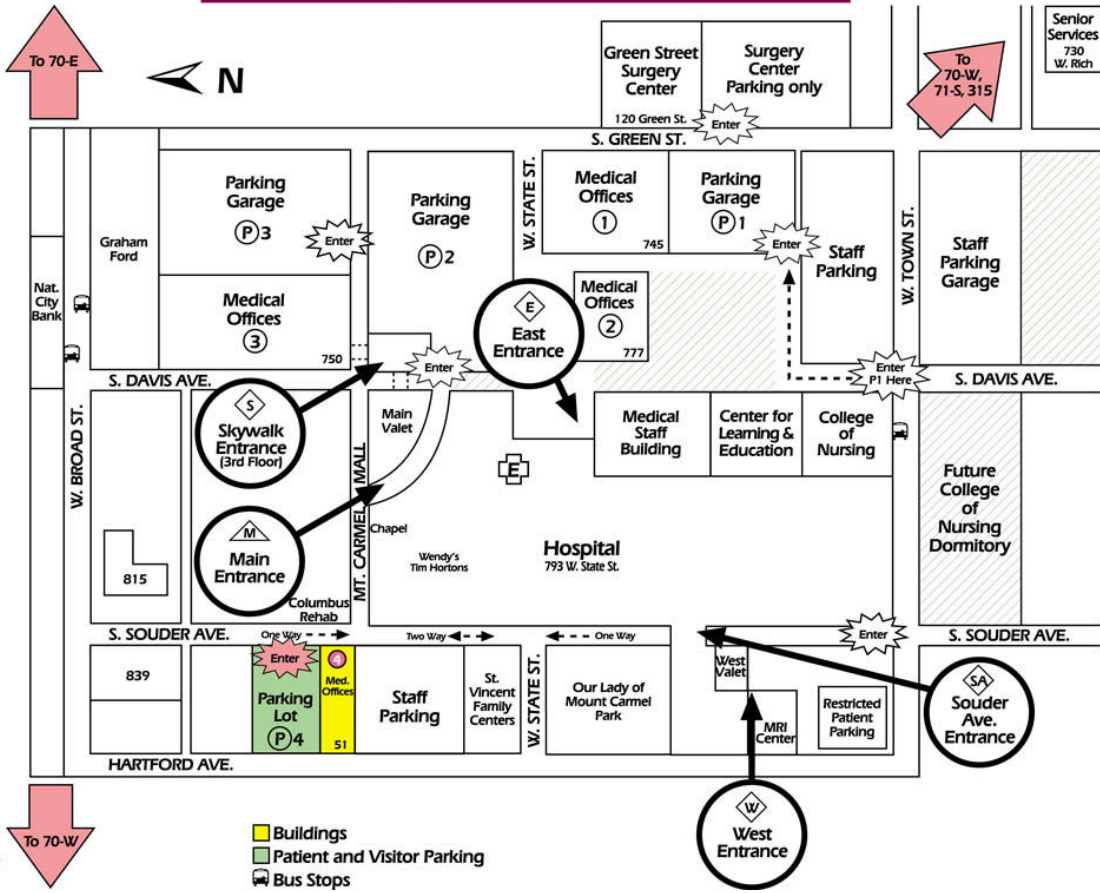 To 70-E
N
Green Street
Surgery
Center
120 Green St.
Surgery
Center
Parking only
Enter
To
70-W,
71-S, 315
Senior
Services
730
W. Rich
S. GREEN ST.
Graham
Ford
Parking
Garage
P 3
Enter
Parking
Garage
P 2
W. STATE ST.
Medical
Offices
1
745
Parking
Garage
P 1
Enter
Staff
Parking
W. TOWN ST.
Staff
Parking
Garage
Nat.
City
Bank
Medical
Offices
3
750
Enter
E
East
Entrance
Medical
Offices
2
777
Enter
P1 Here
S. DAVIS AVE.
S. DAVIS AVE.
W. BROAD ST.
S
Skywalk
Entrance
(3rd Floor)
Main
Valet
MT. CARMEL MALL
Medical
Staff
Building
Center for
Learning &
Education
College
of
Nursing
E
Future
College
of
Nursing
Dormitory
M
Main
Entrance
Chapel
Wendy's
Tim Hortons
Hospital
793 W. State St.
815
Columbus
Rehab
S. SOUDER AVE.
One Way
Two Way
One Way
Enter
S. SOUDER AVE.
839
Enter
Parking
Lot
P 4
4
Med.
Offices
51
Staff
Parking
St.
Vincent
Family
Centers
W. STATE ST.
Our Lady of
Mount Carmel
Park
West
Valet
MRI
Center
Restricted
Patient
Parking
SA
Souder
Ave.
Entrance
HARTFORD AVE.
To 70-W
W
West
Entrance
Buildings
Patient and Visitor Parking
Bus Stops